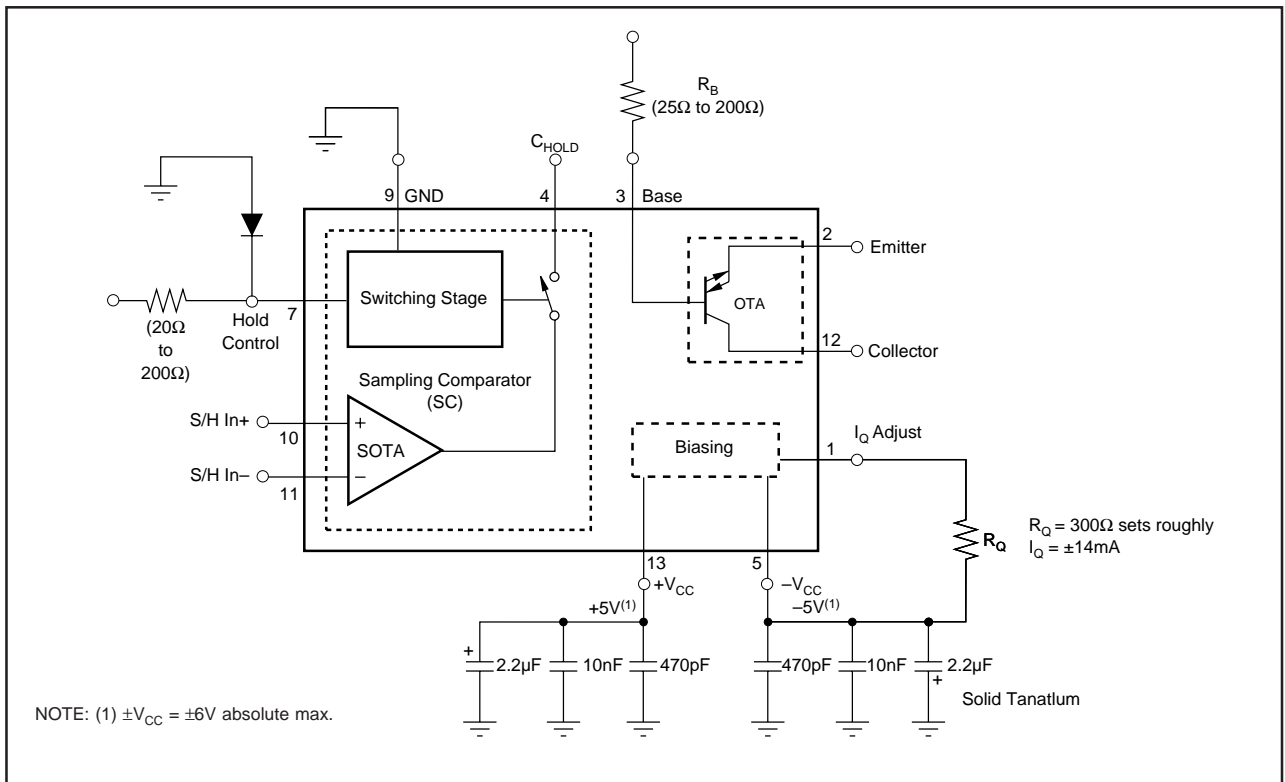 R_B
(25Ω to 200Ω)
C_HOLD
9 GND
4
3 Base
2
Emitter
Switching Stage
OTA
7
Hold
Control
(20Ω
to
200Ω)
12
Collector
Sampling Comparator
(SC)
S/H In+
10
+
SOTA
S/H In–
11
–
Biasing
I_Q Adjust
1
R_Q
R_Q = 300Ω sets roughly
I_Q = ±14mA
13
+V_CC
5
–V_CC
+5V(1)
–5V(1)
+
2.2µF
10nF
470pF
470pF
10nF
2.2µF
+
Solid Tanatlum
NOTE: (1) ±V_CC = ±6V absolute max.